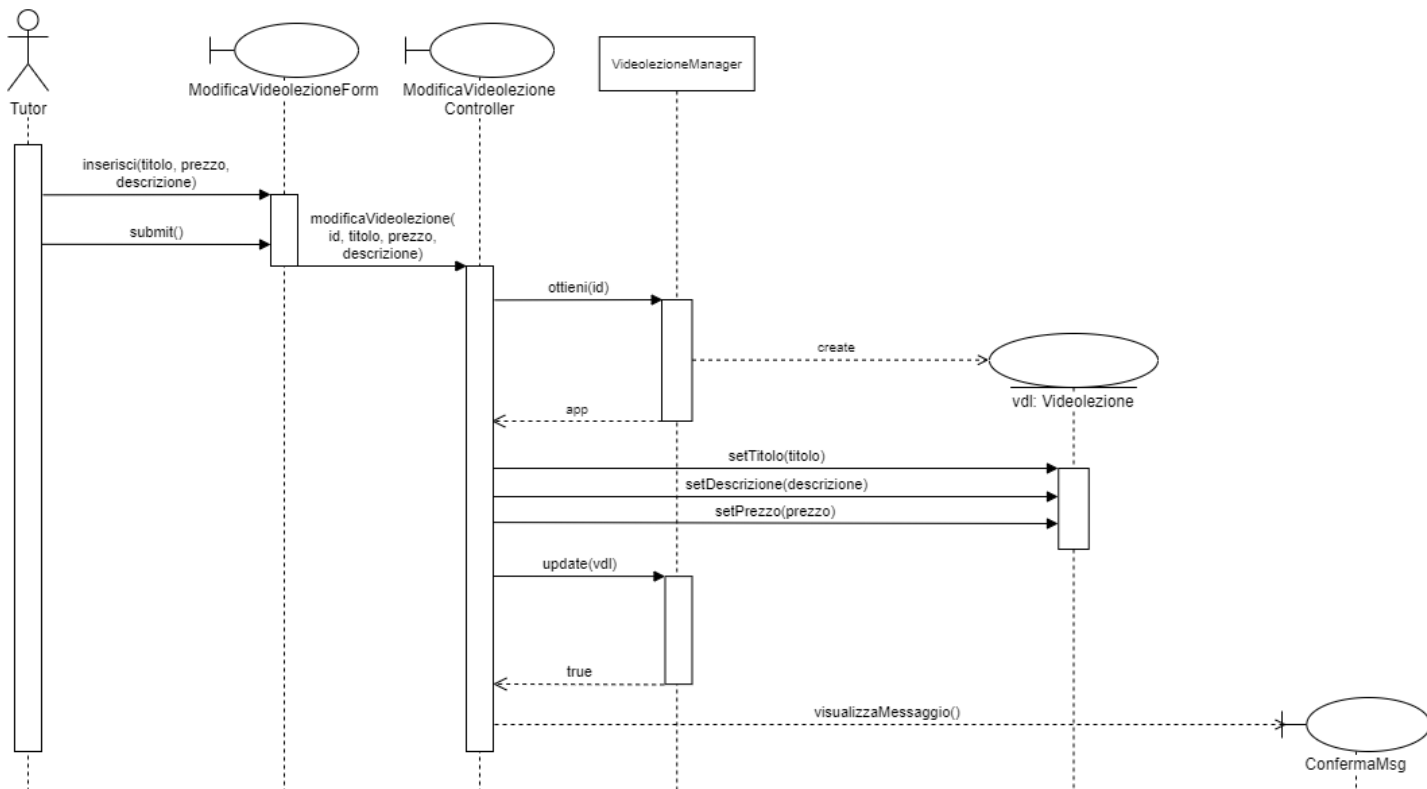 Tutor
ModificaVideolezioneForm
ModificaVideolezione
Controller
VideolezioneManager
inserisci(titolo, prezzo,
descrizione)
submit()
modificaVideolezione(
id, titolo, prezzo,
descrizione)
ottieni(id)
create
vdl: Videolezione
app
setTitolo(titolo)
setDescrizione(descrizione)
setPrezzo(prezzo)
update(vdl)
true
visualizzaMessaggio()
ConfermaMsg